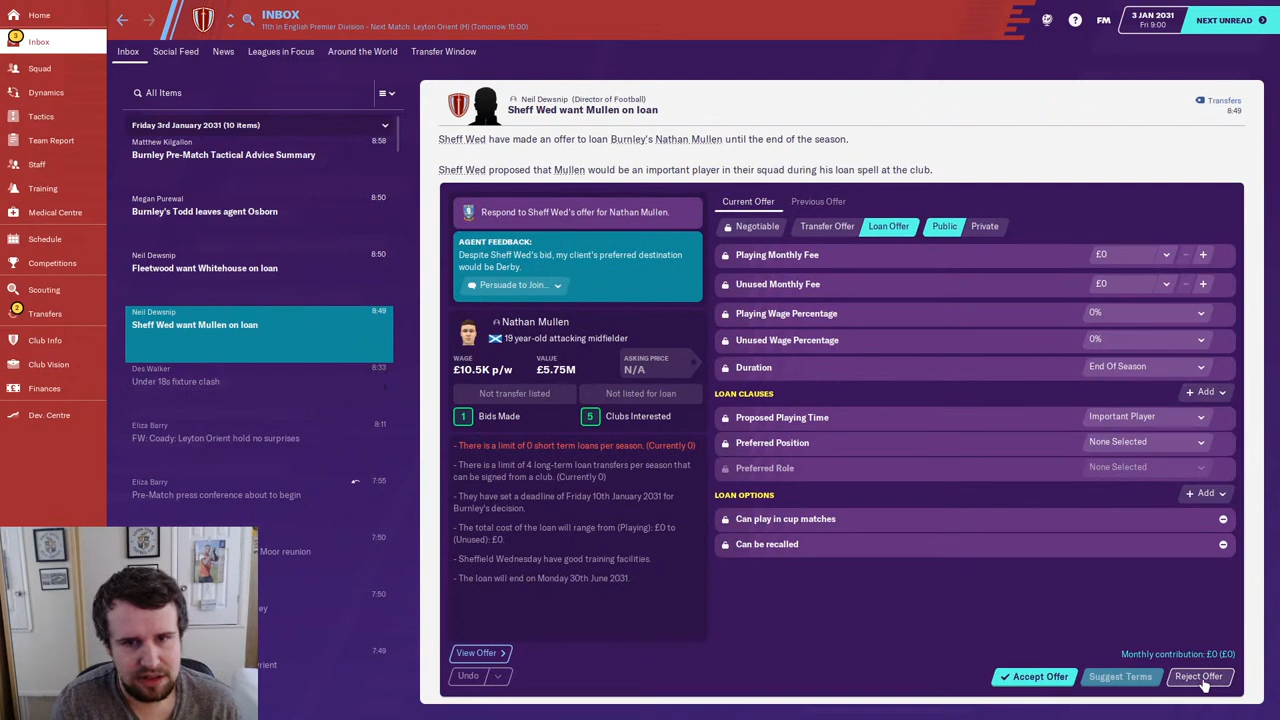 Home
3
Inbox
Squad
Dynamics
Tactics
Team Report
Staff
Training
Medical Centre
Schedule
Competitions
Scouting
2
Transfers
Club Info
Club Vision
Finances
Dev. Centre
INBOX
11th in English Premier Division - Next Match: Leyton Orient (H) (Tomorrow 15:00)
?
FM
3 JAN 2031
Fri 9:00
NEXT UNREAD
Inbox Social Feed News Leagues in Focus Around the World Transfer Window
All Items
Friday 3rd January 2031 (10 items)
Matthew Kilgallon 8:58
Burnley Pre-Match Tactical Advice Summary
Megan Purewal 8:50
Burnley's Todd leaves agent Osborn
Neil Dewsnip 8:50
Fleetwood want Whitehouse on loan
Neil Dewsnip 8:49
Sheff Wed want Mullen on loan
Des Walker 8:33
Under 18s fixture clash
Eliza Barry 8:11
FW: Coady: Leyton Orient hold no surprises
Eliza Barry 7:55
Pre-Match press conference about to begin
7:50
Moor reunion
7:50
7:49
Neil Dewsnip (Director of Football)
Sheff Wed want Mullen on loan
Transfers
8:49
Sheff Wed have made an offer to loan Burnley's Nathan Mullen until the end of the season.
Sheff Wed proposed that Mullen would be an important player in their squad during his loan spell at the club.
Respond to Sheff Wed's offer for Nathan Mullen.
AGENT FEEDBACK:
Despite Sheff Wed's bid, my client's preferred destination
would be Derby.
Persuade to Join...
Nathan Mullen
19 year-old attacking midfielder
WAGE VALUE ASKING PRICE
£10.5K p/w £5.75M N/A
Not transfer listed Not listed for loan
1 Bids Made 5 Clubs Interested
- There is a limit of 0 short term loans per season. (Currently 0)
- There is a limit of 4 long-term loan transfers per season that
can be signed from a club. (Currently 0)
- They have set a deadline of Friday 10th January 2031 for
Burnley's decision.
- The total cost of the loan will range from (Playing): £0 to
(Unused): £0.
- Sheffield Wednesday have good training facilities.
- The loan will end on Monday 30th June 2031.
View Offer
Undo
Current Offer Previous Offer
Negotiable Transfer Offer Loan Offer Public Private
Playing Monthly Fee £0
Unused Monthly Fee £0
Playing Wage Percentage 0%
Unused Wage Percentage 0%
Duration End Of Season
LOAN CLAUSES + Add
Proposed Playing Time Important Player
Preferred Position None Selected
Preferred Role None Selected
LOAN OPTIONS + Add
Can play in cup matches
Can be recalled
Monthly contribution: £0 (£0)
Accept Offer Suggest Terms Reject Offer